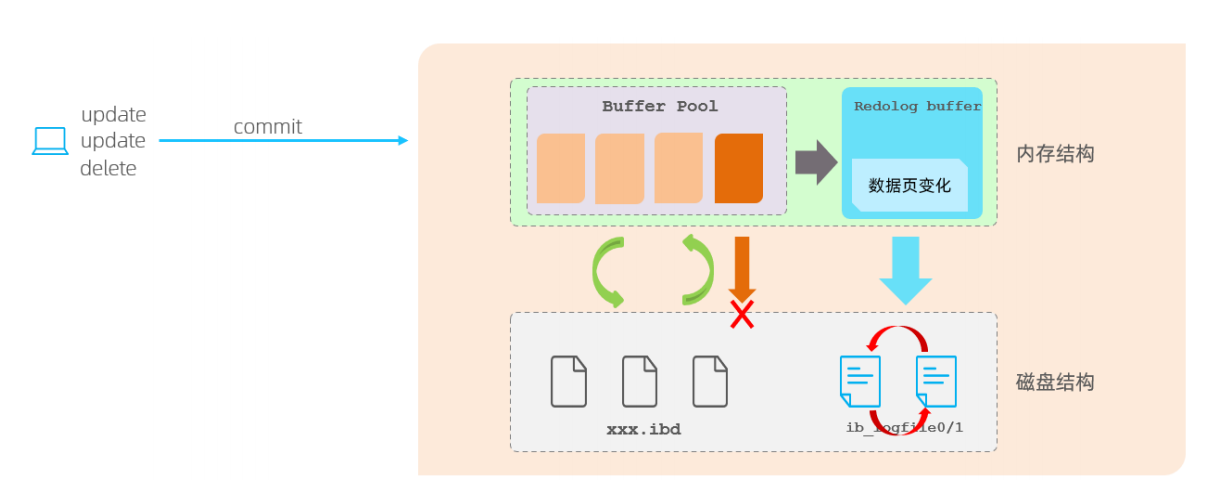 update
update
delete
commit
Buffer Pool
Redolog buffer
数据页变化
内存结构
xxx.ibd
ib_logfile0/1
磁盘结构